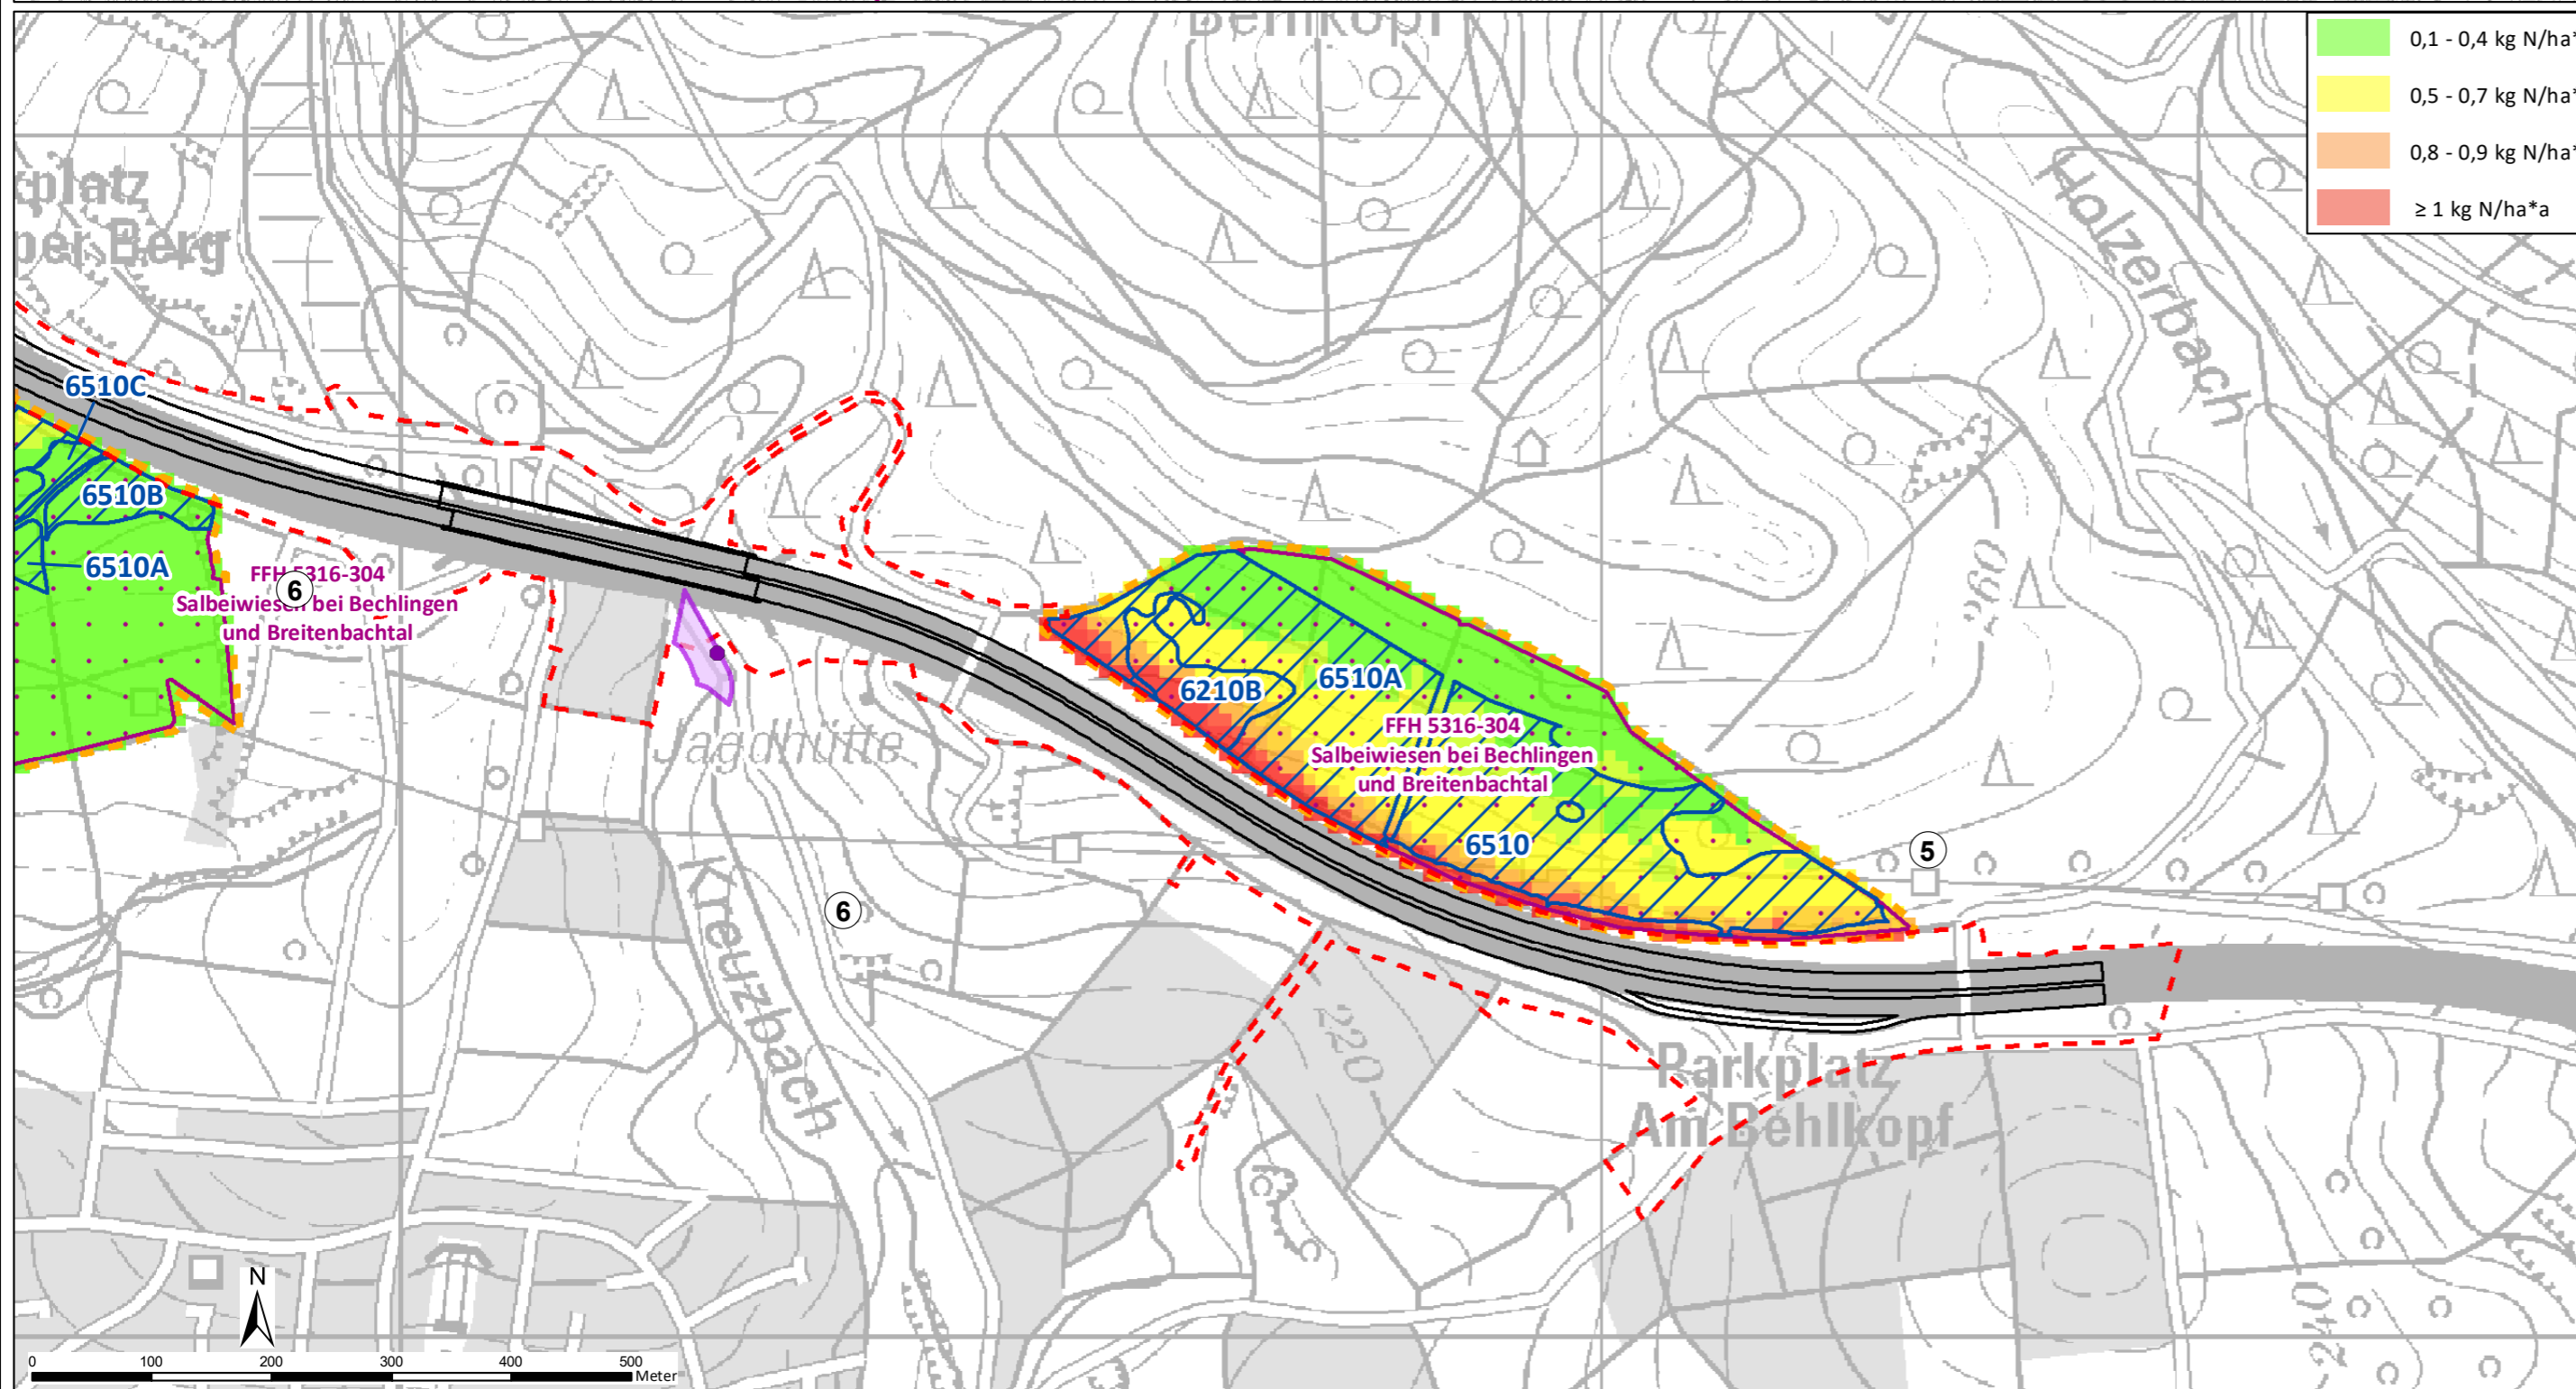 0,1 - 0,4 kg N/ha*
0,5 - 0,7 kg N/ha*
0,8 - 0,9 kg N/ha*
≥ 1 kg N/ha*a
Holzerbach
per Berg
6510C
6510B
6510A
FFH 5316-304
Salbeiwiesen bei Bechlingen
und Breitenbachtal
6
260
6510A
6210B
FFH 5316-304
Salbeiwiesen bei Bechlingen
und Breitenbachtal
6510
5
Jagdhütte
6
Kreuzbach
220
Parkplatz
Am Behlkopf
240
N
0 100 200 300 400 500
Meter